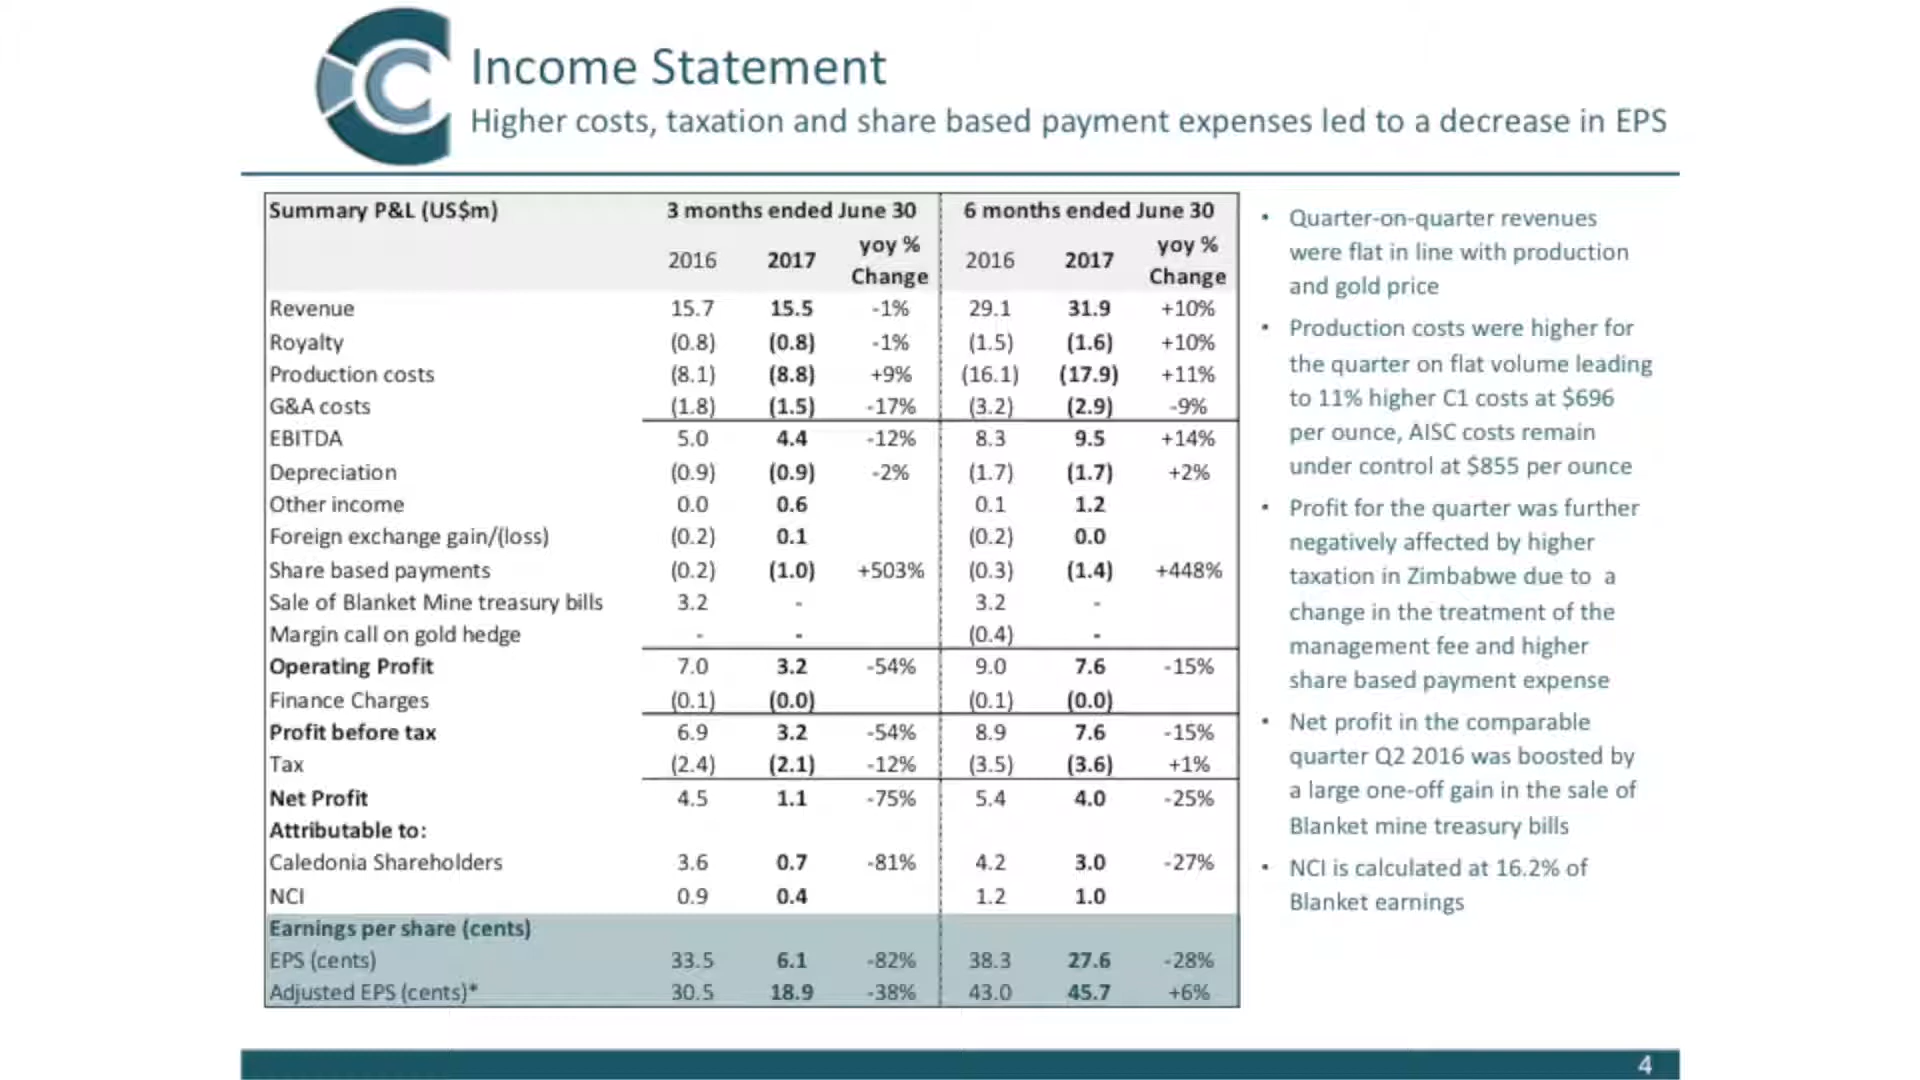 Income Statement
Higher costs, taxation and share based payment expenses led to a decrease in EPS
Summary P&L (US$m) 3 months ended June 30 6 months ended June 30
2016 2017 yoy % Change 2016 2017 yoy % Change
Revenue 15.7 15.5 -1% 29.1 31.9 +10%
Royalty (0.8) (0.8) -1% (1.5) (1.6) +10%
Production costs (8.1) (8.8) +9% (16.1) (17.9) +11%
G&A costs (1.8) (1.5) -17% (3.2) (2.9) -9%
EBITDA 5.0 4.4 -12% 8.3 9.5 +14%
Depreciation (0.9) (0.9) -2% (1.7) (1.7) +2%
Other income 0.0 0.6 0.1 1.2
Foreign exchange gain/(loss) (0.2) 0.1 (0.2) 0.0
Share based payments (0.2) (1.0) +503% (0.3) (1.4) +448%
Sale of Blanket Mine treasury bills 3.2 - 3.2 -
Margin call on gold hedge - - (0.4) -
Operating Profit 7.0 3.2 -54% 9.0 7.6 -15%
Finance Charges (0.1) (0.0) (0.1) (0.0)
Profit before tax 6.9 3.2 -54% 8.9 7.6 -15%
Tax (2.4) (2.1) -12% (3.5) (3.6) +1%
Net Profit 4.5 1.1 -75% 5.4 4.0 -25%
Attributable to:
Caledonia Shareholders 3.6 0.7 -81% 4.2 3.0 -27%
NCI 0.9 0.4 1.2 1.0
Earnings per share (cents)
EPS (cents) 33.5 6.1 -82% 38.3 27.6 -28%
Adjusted EPS (cents)* 30.5 18.9 -38% 43.0 45.7 +6%
• Quarter-on-quarter revenues
were flat in line with production
and gold price
• Production costs were higher for
the quarter on flat volume leading
to 11% higher C1 costs at $696
per ounce, AISC costs remain
under control at $855 per ounce
• Profit for the quarter was further
negatively affected by higher
taxation in Zimbabwe due to a
change in the treatment of the
management fee and higher
share based payment expense
• Net profit in the comparable
quarter Q2 2016 was boosted by
a large one-off gain in the sale of
Blanket mine treasury bills
• NCI is calculated at 16.2% of
Blanket earnings
4